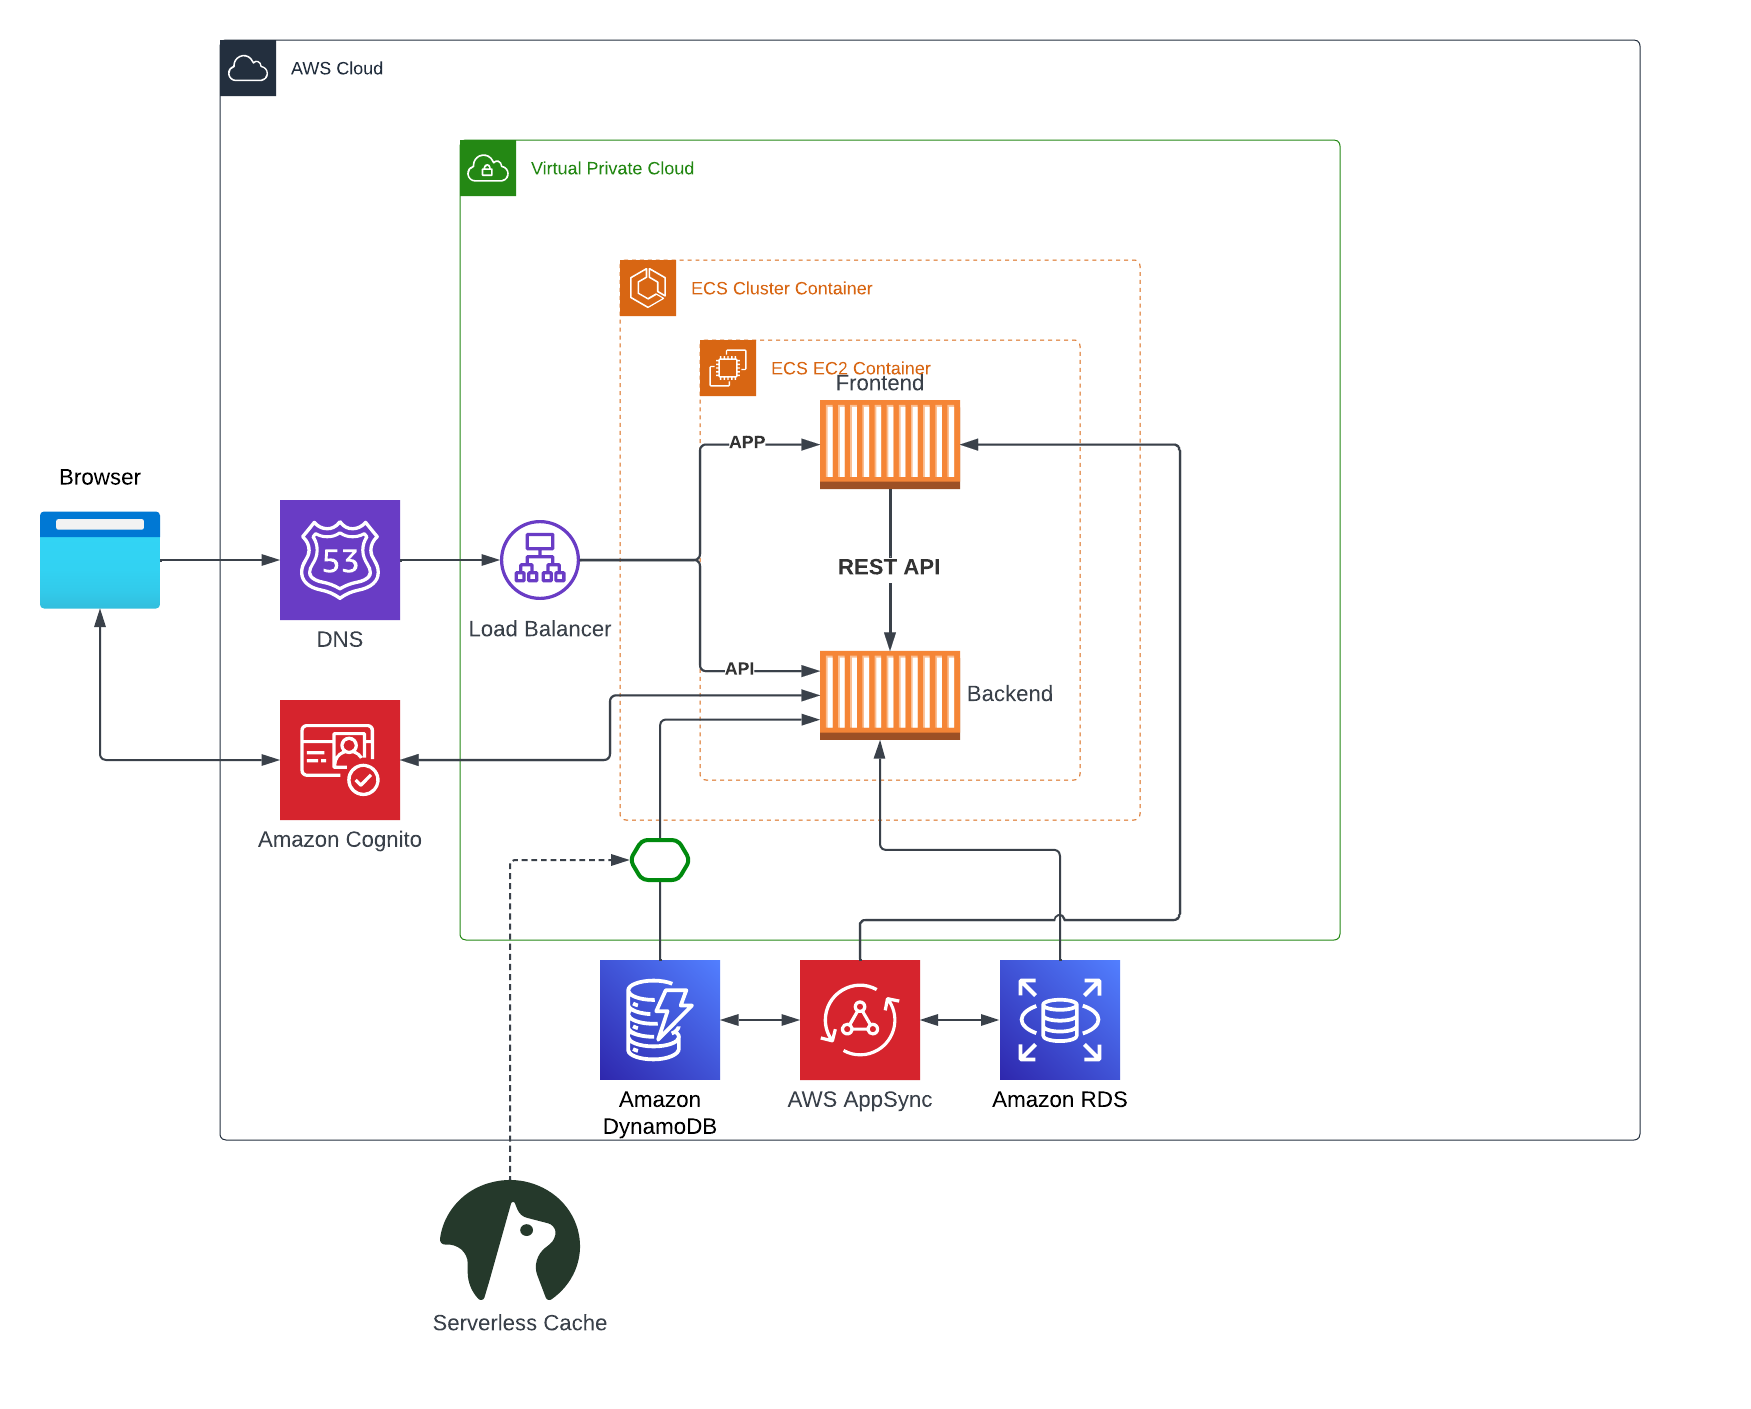 AWS Cloud
Virtual Private Cloud
ECS Cluster Container
ECS EC2 Container
Frontend
APP
Browser
53
DNS
Load Balancer
REST API
API
Backend
Amazon Cognito
Amazon
DynamoDB
AWS AppSync
Amazon RDS
Serverless Cache